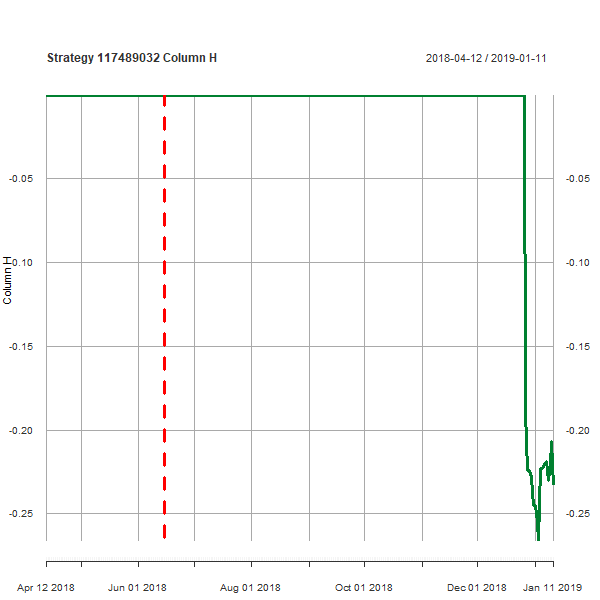 Strategy 117489032 Column H
2018-04-12 / 2019-01-11
-0.05 -0.05
-0.10 -0.10
-0.15 -0.15
-0.20 -0.20
-0.25 -0.25
Column H
Apr 12 2018 Jun 01 2018 Aug 01 2018 Oct 01 2018 Dec 01 2018 Jan 11 2019